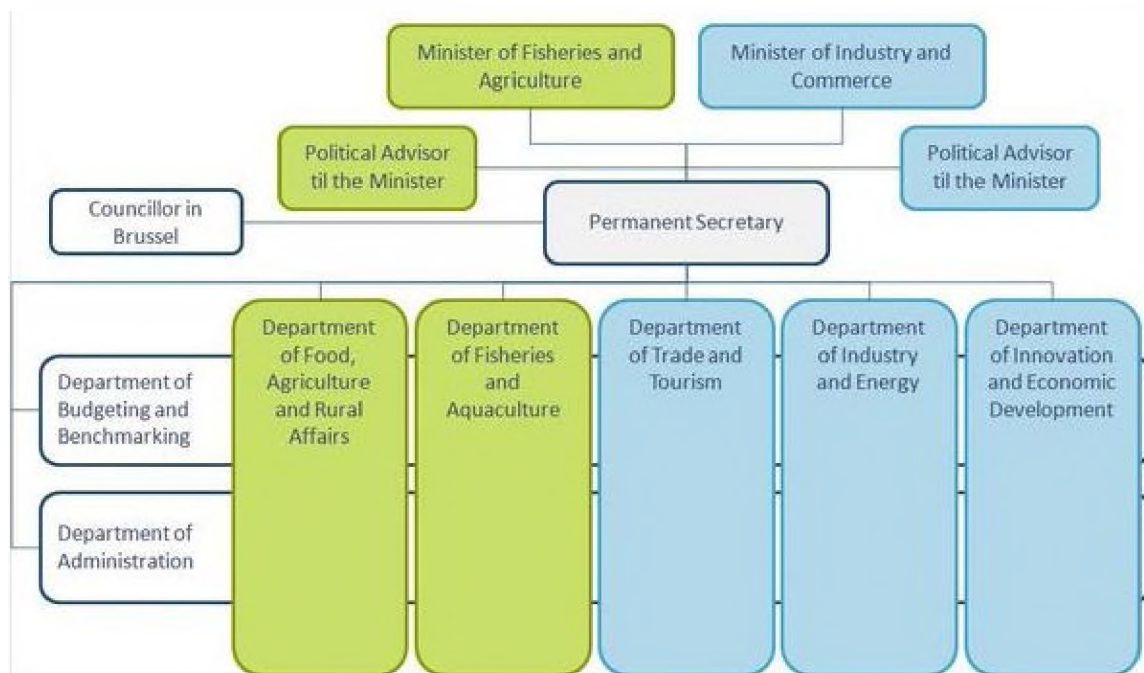 Minister of Fisheries and
Agriculture
Minister of Industry and
Commerce
Political Advisor
til the Minister
Political Advisor
til the Minister
Councillor in
Brussel
Permanent Secretary
Department
of Food,
Agriculture
and Rural
Affairs
Department
of Fisheries
and
Aquaculture
Department
of Trade and
Tourism
Department
of Industry
and Energy
Department
of Innovation
and Economic
Development
Department of
Budgeting and
Benchmarking
Department of
Administration